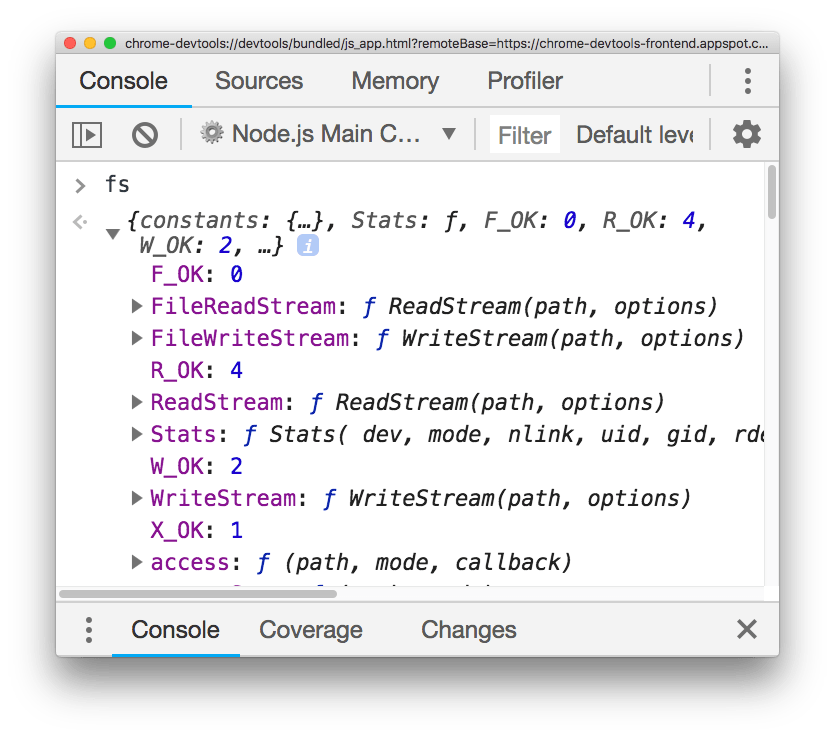 chrome-devtools://devtools/bundled/js_app.html?remoteBase=https://chrome-devtools-frontend.appspot.c...
Console Sources Memory Profiler
Node.js Main C... Filter Default leve
fs
{constants: {…}, Stats: ƒ, F_OK: 0, R_OK: 4,
W_OK: 2, …} i
F_OK: 0
FileReadStream: ƒ ReadStream(path, options)
FileWriteStream: ƒ WriteStream(path, options)
R_OK: 4
ReadStream: ƒ ReadStream(path, options)
Stats: ƒ Stats( dev, mode, nlink, uid, gid, rde
W_OK: 2
WriteStream: ƒ WriteStream(path, options)
X_OK: 1
access: ƒ (path, mode, callback)
Console Coverage Changes